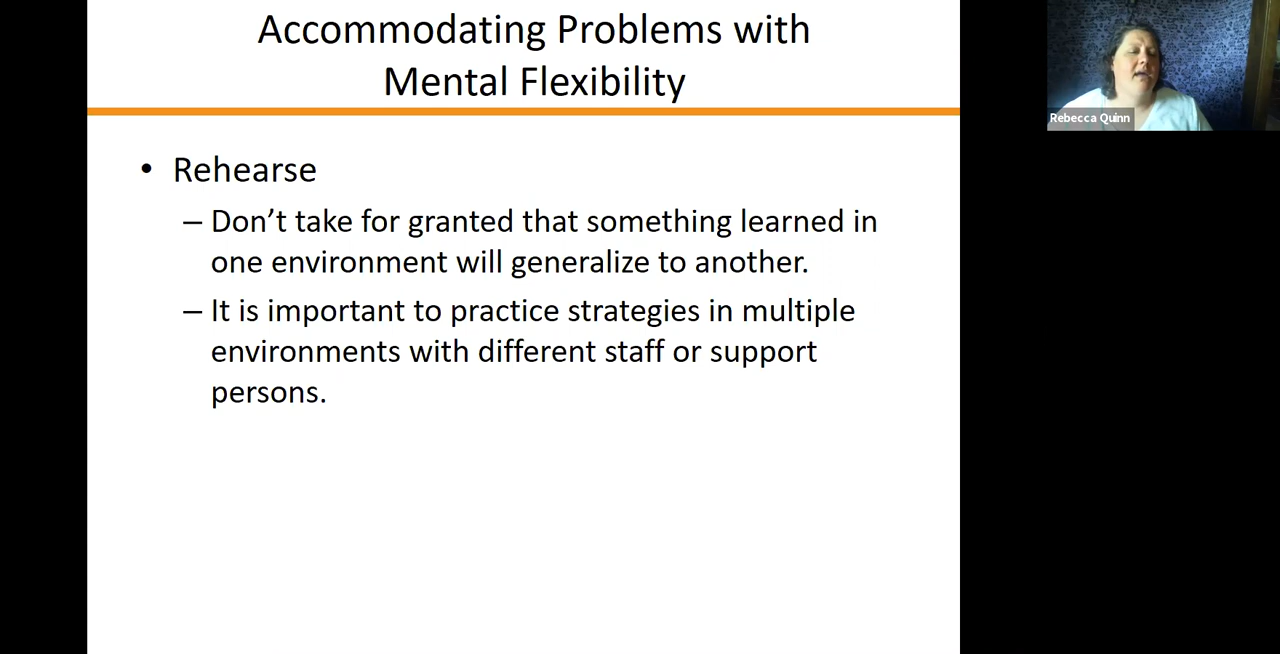 Accommodating Problems with
Mental Flexibility
• Rehearse
– Don’t take for granted that something learned in
one environment will generalize to another.
– It is important to practice strategies in multiple
environments with different staff or support
persons.
Rebecca Quinn